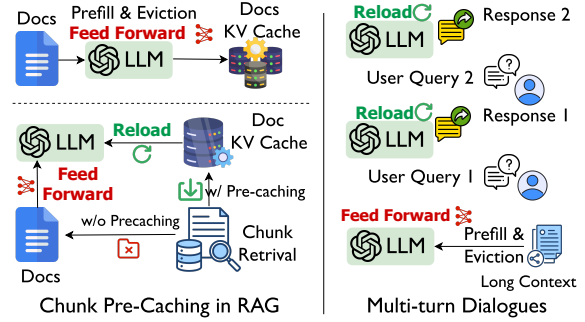 Docs
Prefill & Eviction
Feed Forward
LLM
Docs
KV Cache
LLM
Reload
Doc
KV Cache
Feed
Forward
w/ Pre-caching
w/o Precaching
Chunk
Retrival
Docs
Chunk Pre-Caching in RAG
Reload
Response 2
LLM
User Query 2
Reload
Response 1
LLM
User Query 1
Feed Forward
LLM
Prefill &
Eviction
Long Context
Multi-turn Dialogues